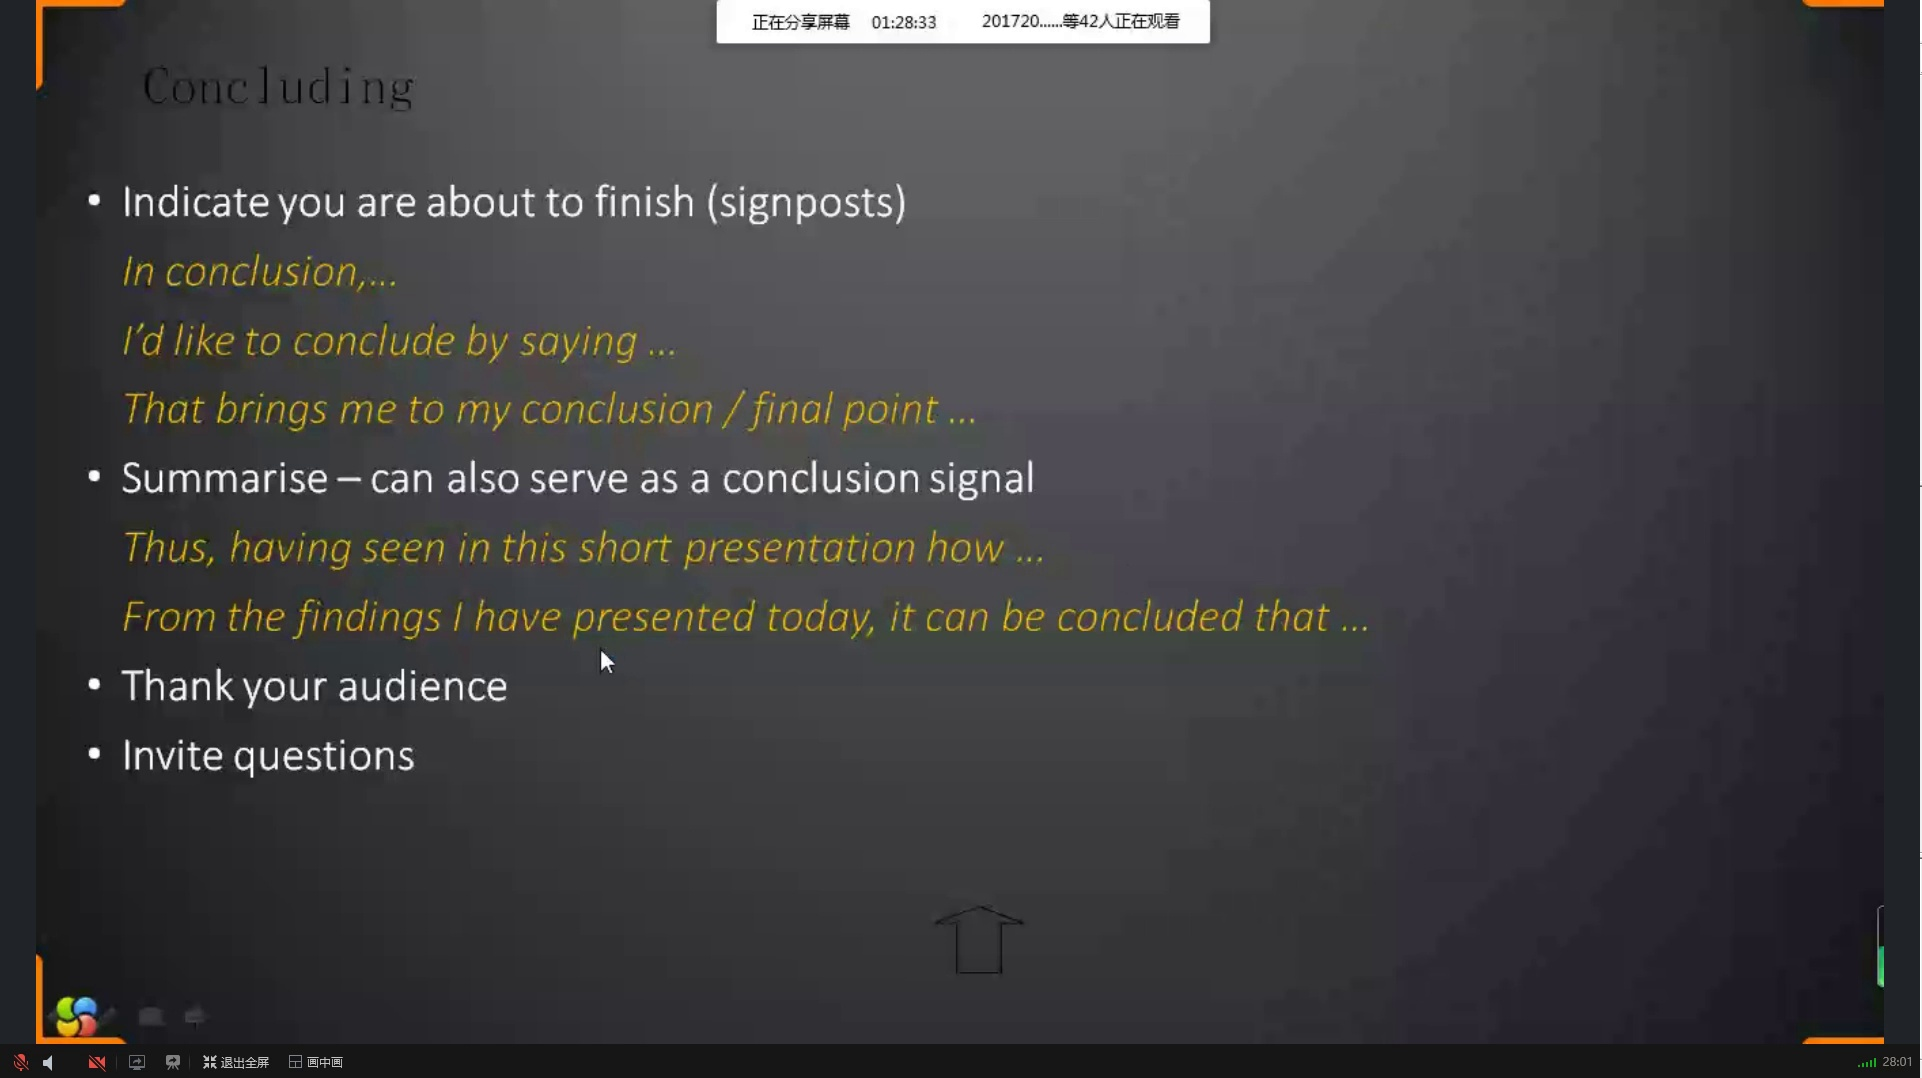 正在分享屏幕 01:28:33 201720......等42人正在观看
Concluding
• Indicate you are about to finish (signposts)
In conclusion,...
I'd like to conclude by saying ...
That brings me to my conclusion / final point ...
• Summarise – can also serve as a conclusion signal
Thus, having seen in this short presentation how ...
From the findings I have presented today, it can be concluded that ...
• Thank your audience
• Invite questions
退出全屏 画中画 28:01